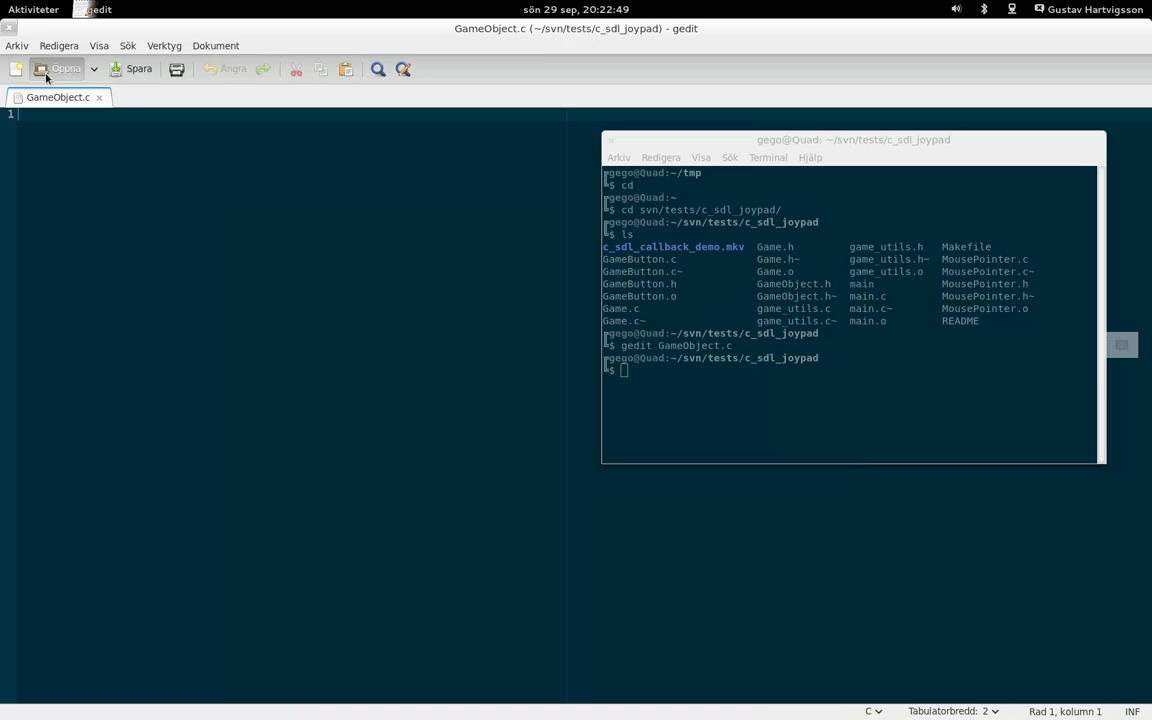 Aktiviteter gedit sön 29 sep, 20:22:49 Gustav Hartvigsson
GameObject.c (~/svn/tests/c_sdl_joypad) - gedit
Arkiv Redigera Visa Sök Verktyg Dokument
Öppna Spara Ångra
GameObject.c
1
gego@Quad: ~/svn/tests/c_sdl_joypad
Arkiv Redigera Visa Sök Terminal Hjälp
gego@Quad:~/tmp
$ cd
gego@Quad:~
$ cd svn/tests/c_sdl_joypad/
gego@Quad:~/svn/tests/c_sdl_joypad
$ ls
c_sdl_callback_demo.mkv Game.h game_utils.h Makefile
GameButton.c Game.h~ game_utils.h~ MousePointer.c
GameButton.c~ Game.o game_utils.o MousePointer.c~
GameButton.h GameObject.h main MousePointer.h
GameButton.o GameObject.h~ main.c MousePointer.h~
Game.c game_utils.c main.c~ MousePointer.o
Game.c~ game_utils.c~ main.o README
gego@Quad:~/svn/tests/c_sdl_joypad
$ gedit GameObject.c
gego@Quad:~/svn/tests/c_sdl_joypad
$
C Tabulatorbredd: 2 Rad 1, kolumn 1 INF